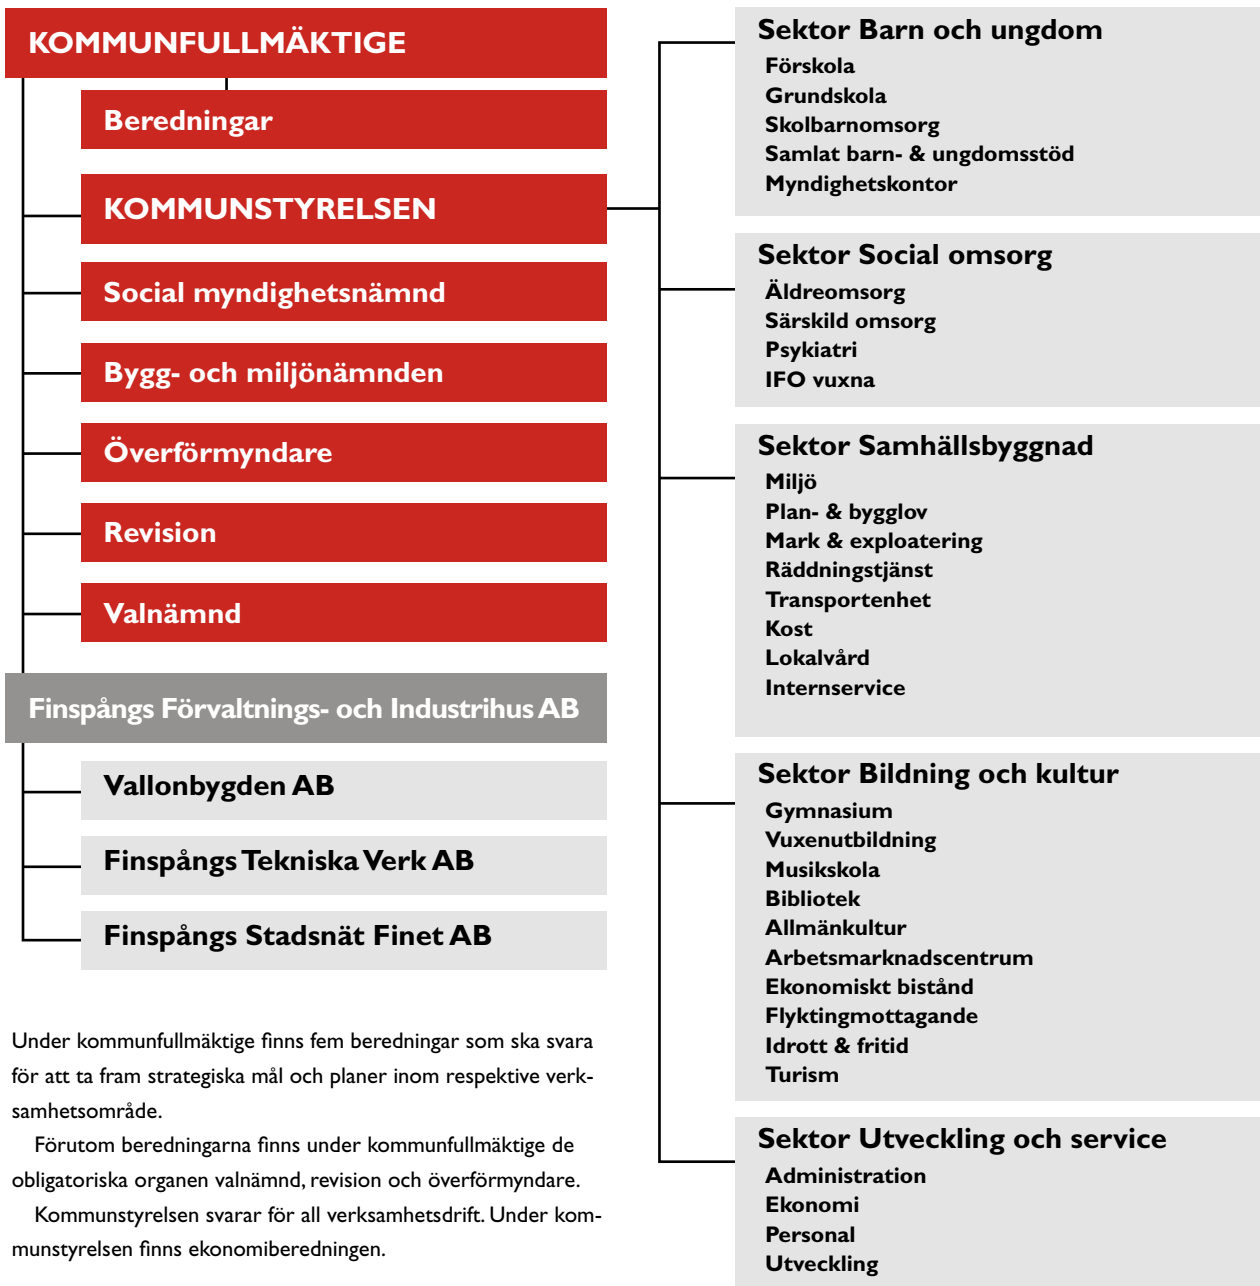 KOMMUNFULLMÄKTIGE
Beredningar
KOMMUNSTYRELSEN
Social myndighetsnämnd
Bygg- och miljönämnden
Överförmyndare
Revision
Valnämnd
Finspångs Förvaltnings- och Industrihus AB
Vallonbygden AB
Finspångs Tekniska Verk AB
Finspångs Stadsnät Finet AB
Under kommunfullmäktige finns fem beredningar som ska svara
för att ta fram strategiska mål och planer inom respektive verk-
samhetsområde.
Förutom beredningarna finns under kommunfullmäktige de
obligatoriska organen valnämnd, revision och överförmyndare.
Kommunstyrelsen svarar för all verksamhetsdrift. Under kom-
munstyrelsen finns ekonomiberedningen.
Sektor Barn och ungdom
Förskola
Grundskola
Skolbarnomsorg
Samlat barn- & ungdomsstöd
Myndighetskontor
Sektor Social omsorg
Äldreomsorg
Särskild omsorg
Psykiatri
IFO vuxna
Sektor Samhällsbyggnad
Miljö
Plan- & bygglov
Mark & exploatering
Räddningstjänst
Transportenhet
Kost
Lokalvård
Internservice
Sektor Bildning och kultur
Gymnasium
Vuxenutbildning
Musikskola
Bibliotek
Allmänkultur
Arbetsmarknadscentrum
Ekonomiskt bistånd
Flyktingmottagande
Idrott & fritid
Turism
Sektor Utveckling och service
Administration
Ekonomi
Personal
Utveckling